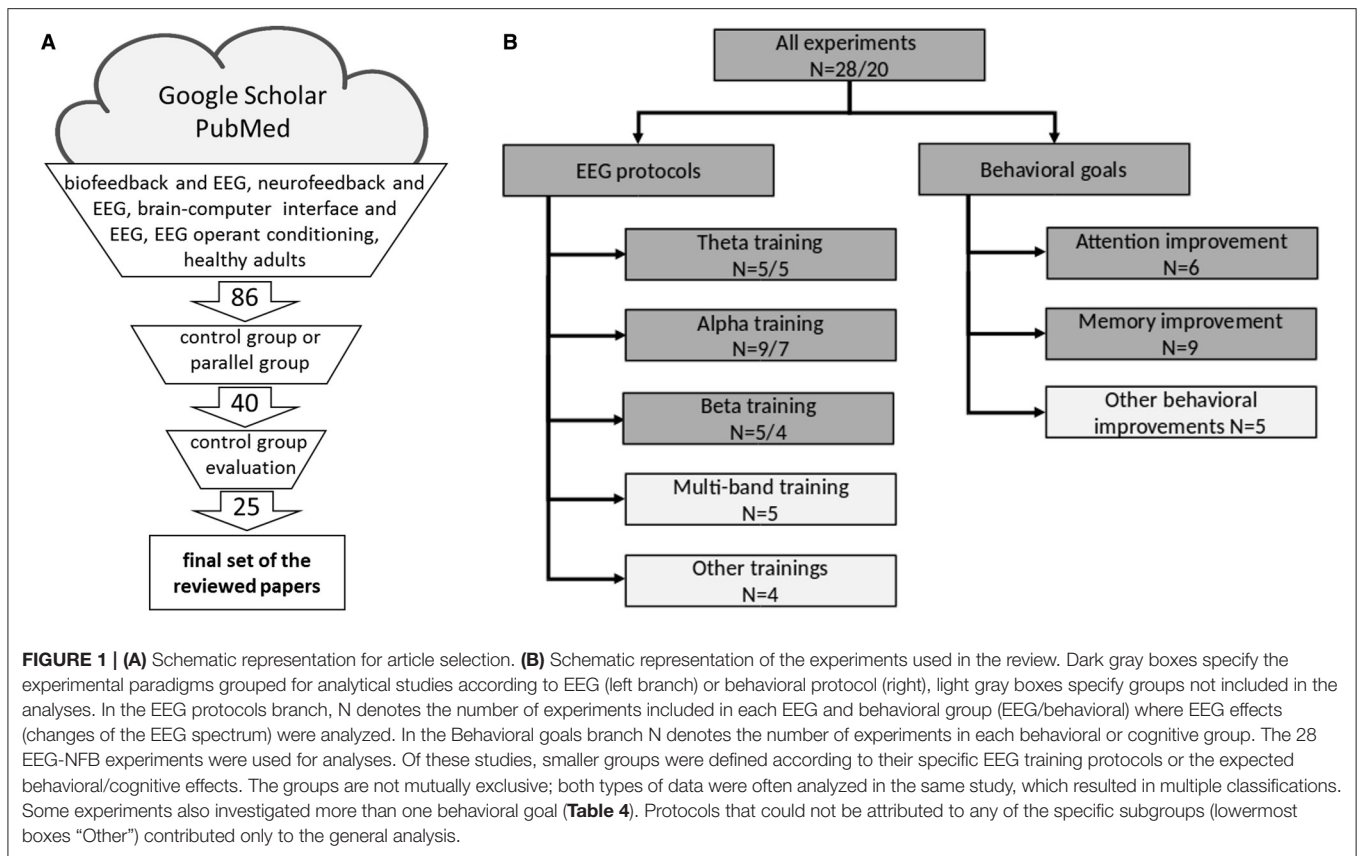 A
Google Scholar
PubMed
biofeedback and EEG, neurofeedback and
EEG, brain-computer interface and
EEG, EEG operant conditioning,
healthy adults
86
control group or
parallel group
40
control group
evaluation
25
final set of the
reviewed papers
B
All experiments
N=28/20
EEG protocols
Theta training
N=5/5
Alpha training
N=9/7
Beta training
N=5/4
Multi-band training
N=5
Other trainings
N=4
Behavioral goals
Attention improvement
N=6
Memory improvement
N=9
Other behavioral
improvements N=5
FIGURE 1 | (A) Schematic representation for article selection. (B) Schematic representation of the experiments used in the review. Dark gray boxes specify the
experimental paradigms grouped for analytical studies according to EEG (left branch) or behavioral protocol (right), light gray boxes specify groups not included in the
analyses. In the EEG protocols branch, N denotes the number of experiments included in each EEG and behavioral group (EEG/behavioral) where EEG effects
(changes of the EEG spectrum) were analyzed. In the Behavioral goals branch N denotes the number of experiments in each behavioral or cognitive group. The 28
EEG-NFB experiments were used for analyses. Of these studies, smaller groups were defined according to their specific EEG training protocols or the expected
behavioral/cognitive effects. The groups are not mutually exclusive; both types of data were often analyzed in the same study, which resulted in multiple classifications.
Some experiments also investigated more than one behavioral goal (Table 4). Protocols that could not be attributed to any of the specific subgroups (lowermost
boxes “Other”) contributed only to the general analysis.